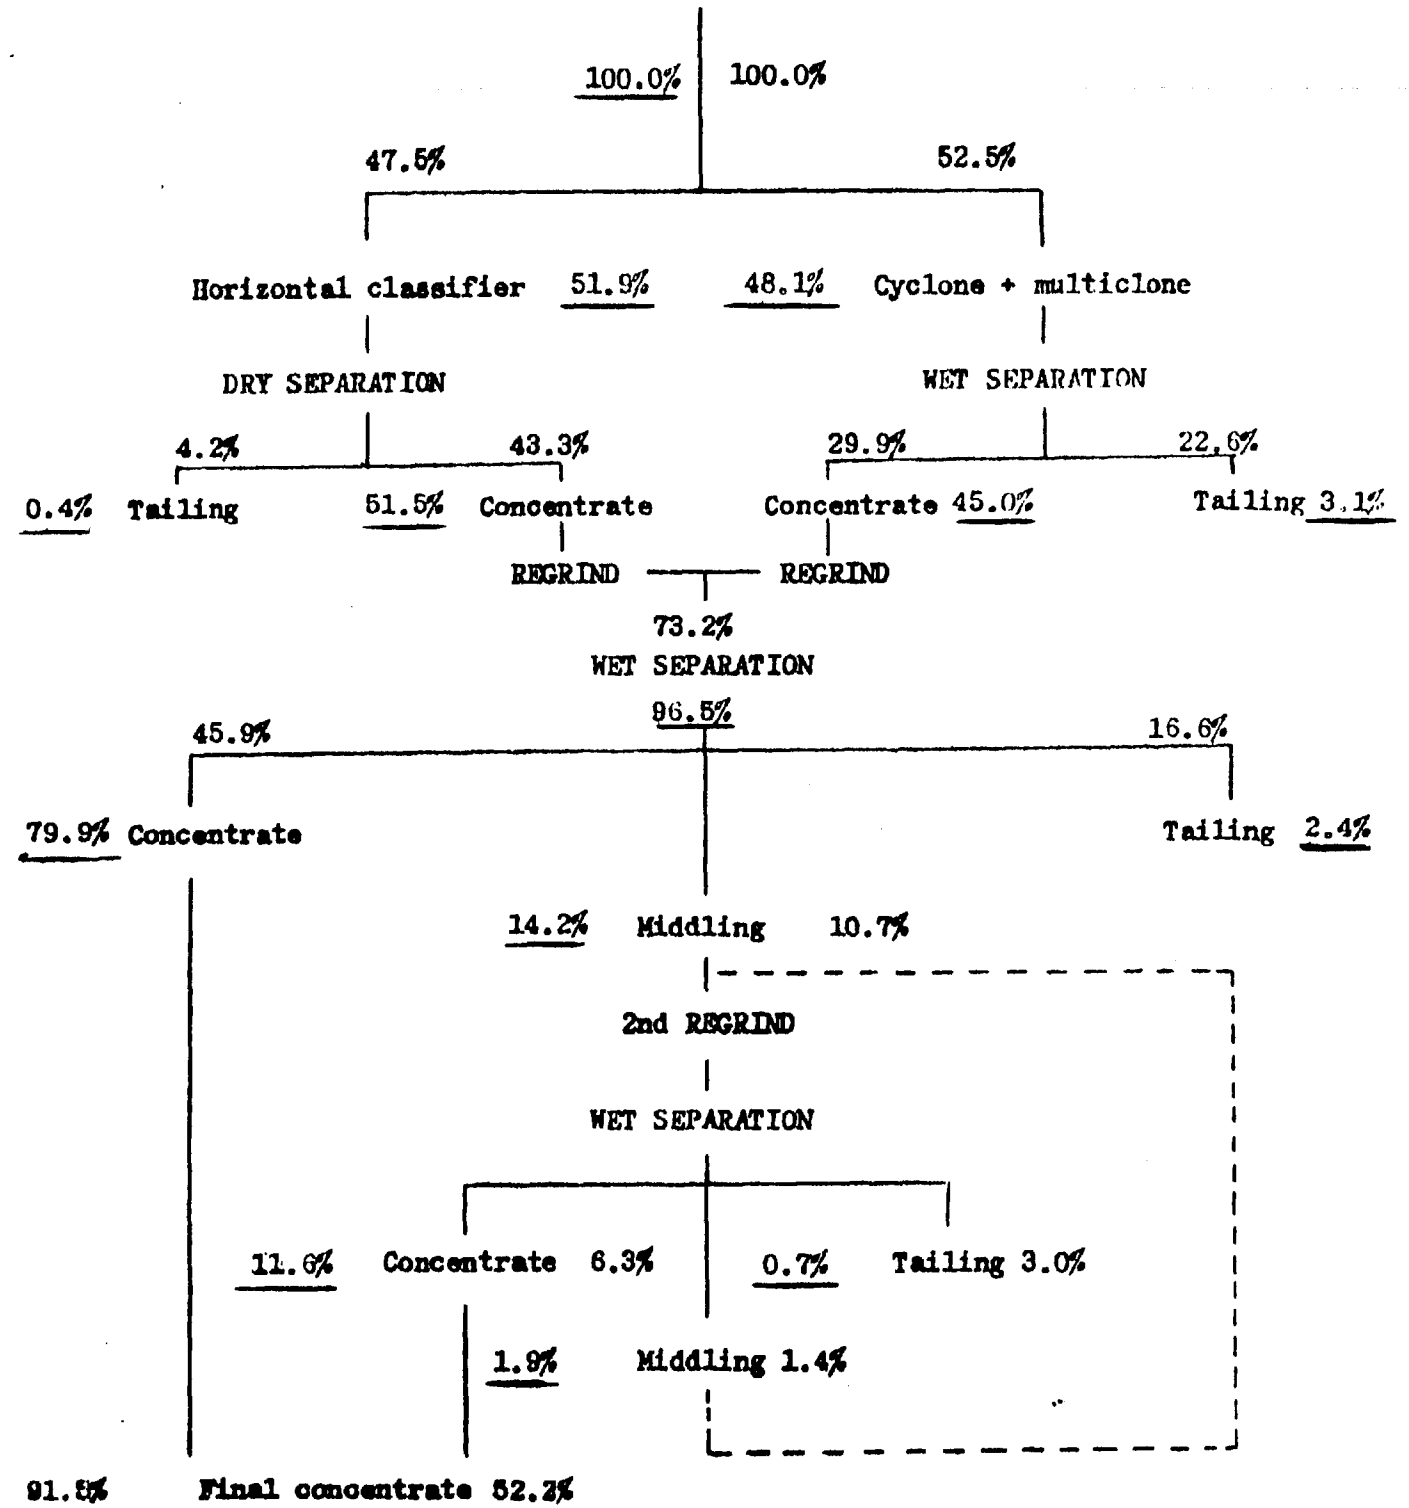 100.0% 100.0%
47.5% 52.5%
Horizontal classifier 51.9% 48.1% Cyclone + multiclone
DRY SEPARATION WET SEPARATION
4.2% 43.3% 29.9% 22.6%
0.4% Tailing 51.5% Concentrate Concentrate 45.0% Tailing 3.1%
REGRIND REGRIND
73.2%
WET SEPARATION
96.5%
45.9% 16.6%
79.9% Concentrate Tailing 2.4%
14.2% Middling 10.7%
2nd REGRIND
WET SEPARATION
11.6% Concentrate 6.3% 0.7% Tailing 3.0%
1.9% Middling 1.4%
91.5% Final concentrate 52.2%